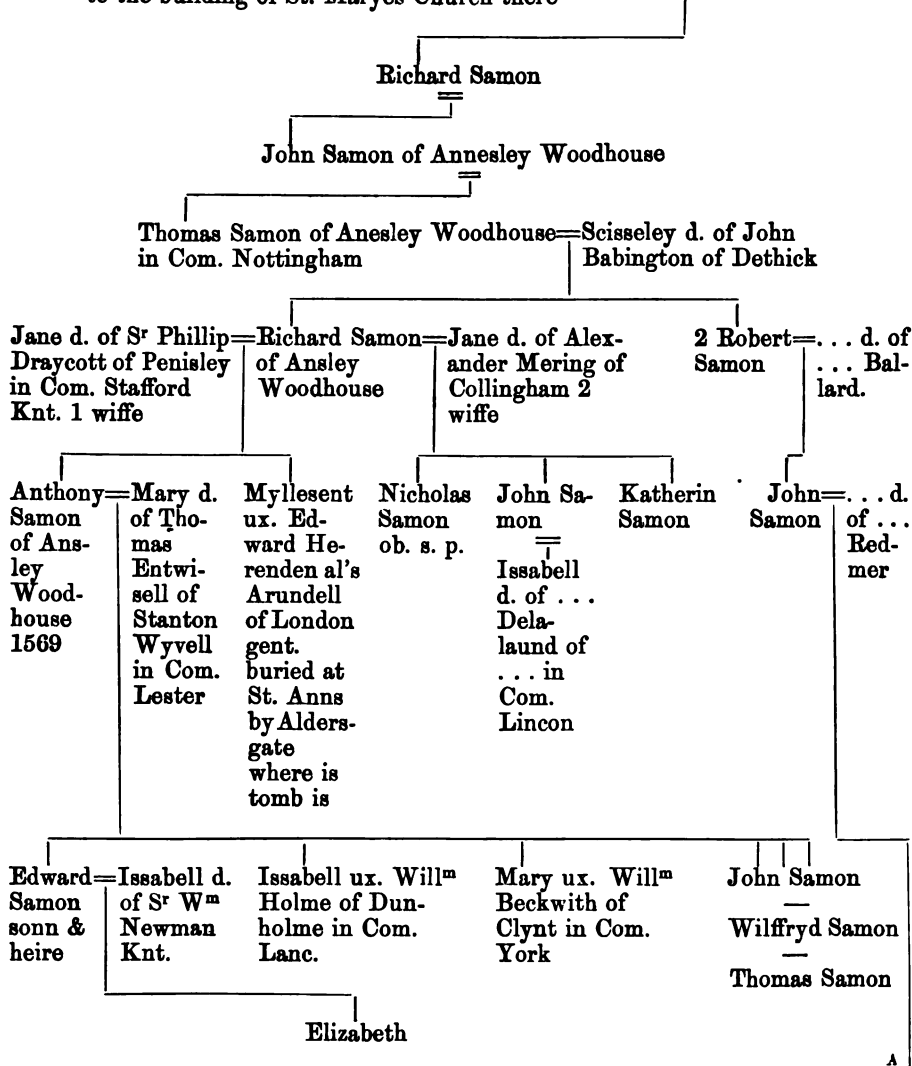 to the building of St. Maryes Church there
Richard Samon
John Samon of Annesley Woodhouse
Thomas Samon of Anesley Woodhouse=Scisseley d. of John
in Com. Nottingham
Babington of Dethick
Jane d. of Sʳ Phillip=
Draycott of Penisley
in Com. Stafford
Knt. 1 wiffe
Richard Samon=
of Ansley
Woodhouse
Jane d. of Alex-
ander Mering of
Collingham 2
wiffe
2 Robert=
Samon
. . . d. of
. . . Bal-
lard.
Anthony=
Samon
of Ans-
ley
Wood-
house
1569
Mary d.
of Tho-
mas
Entwi-
sell of
Stanton
Wyvell
in Com.
Lester
Myllesent
ux. Ed-
ward He-
renden al's
Arundell
of London
gent.
buried at
St. Anns
by Alders-
gate
where is
tomb is
Nicholas
Samon
ob. s. p.
John Sa-
mon
=
Issabell
d. of . . .
Dela-
laund of
. . . in
Com.
Lincon
Katherin
Samon
John=
Samon
. . . d.
of . . .
Red-
mer
Edward=
Samon
sonn &
heire
Issabell d.
of Sʳ Wᵐ
Newman
Knt.
Issabell ux. Willᵐ
Holme of Dun-
holme in Com.
Lanc.
Mary ux. Willᵐ
Beckwith of
Clynt in Com.
York
John Samon
—
Wilffryd Samon
—
Thomas Samon
Elizabeth
A